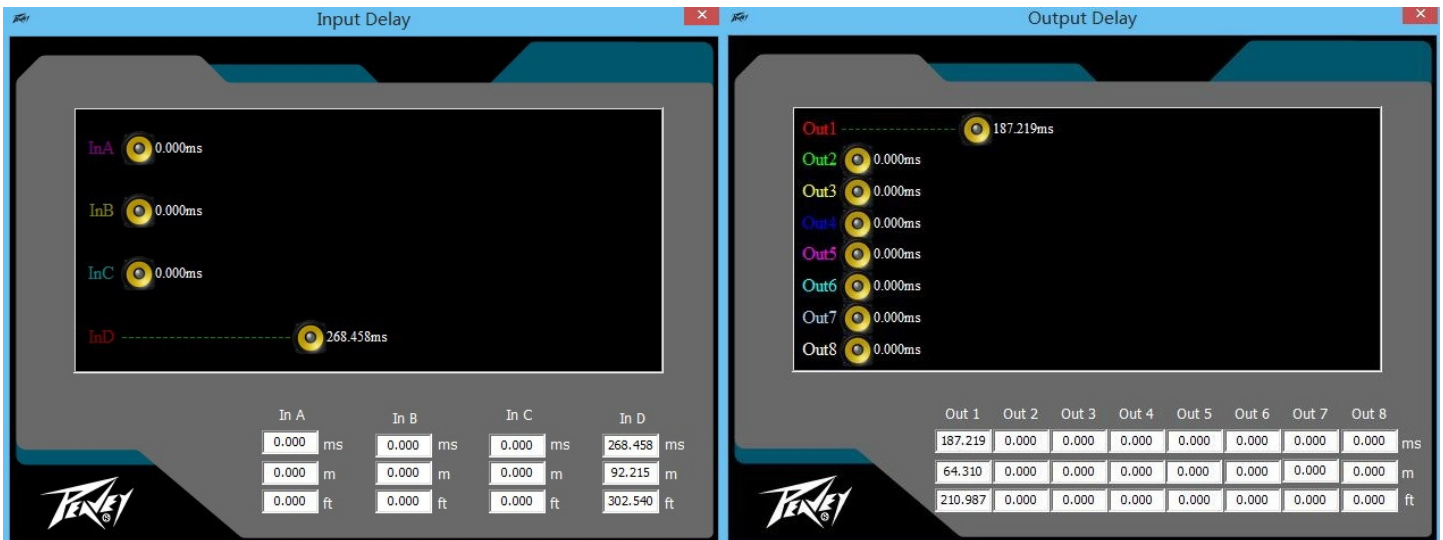 Input Delay
InA 0.000ms
InB 0.000ms
InC 0.000ms
InD 268.458ms
In A In B In C In D
0.000 ms 0.000 ms 0.000 ms 268.458 ms
0.000 m 0.000 m 0.000 m 92.215 m
0.000 ft 0.000 ft 0.000 ft 302.540 ft
PEAVEY ®
Output Delay
Out1 187.219ms
Out2 0.000ms
Out3 0.000ms
Out4 0.000ms
Out5 0.000ms
Out6 0.000ms
Out7 0.000ms
Out8 0.000ms
Out 1 Out 2 Out 3 Out 4 Out 5 Out 6 Out 7 Out 8
187.219 0.000 0.000 0.000 0.000 0.000 0.000 0.000 ms
64.310 0.000 0.000 0.000 0.000 0.000 0.000 0.000 m
210.987 0.000 0.000 0.000 0.000 0.000 0.000 0.000 ft
PEAVEY ®